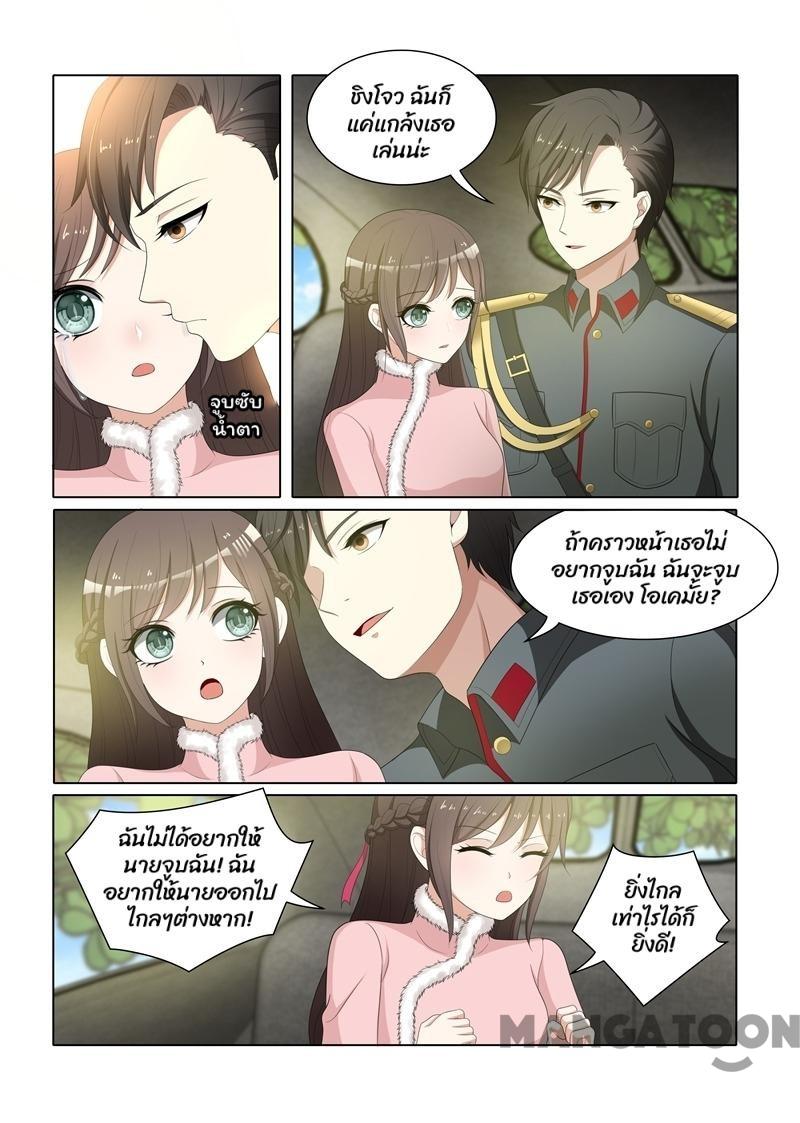 จูบซับ
น้ำตา
ชิงโจว ฉันก็
แค่แกล้งเธอ
เล่นน่ะ
ถ้าคราวหน้าเธอไม่
อยากจูบฉัน ฉันจะจูบ
เธอเอง โอเคมั้ย?
ฉันไม่ได้อยากให้
นายจูบฉัน! ฉัน
อยากให้นายออกไป
ไกลๆต่างหาก!
ยิ่งไกล
เท่าไรได้ก็
ยิ่งดี!
MANGATOON